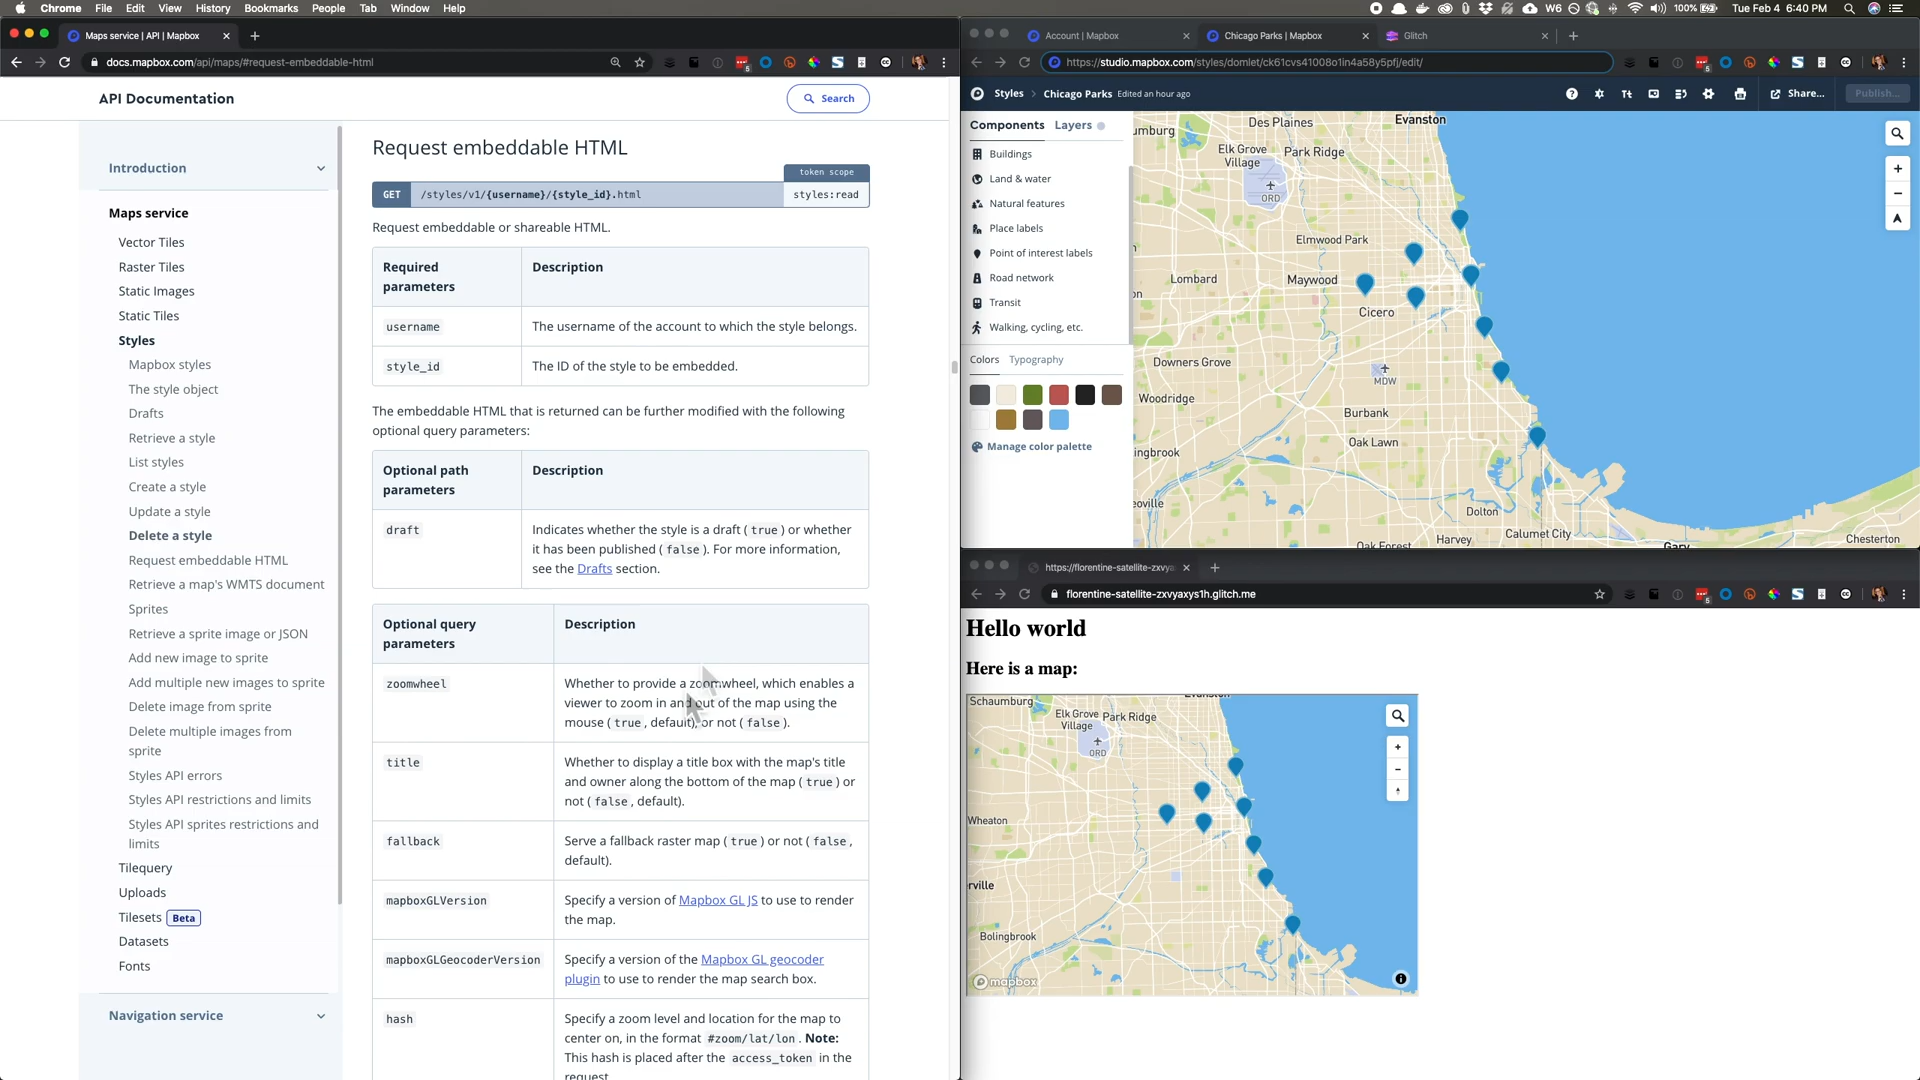 Chrome File Edit View History Bookmarks People Tab Window Help
W6 100% Tue Feb 4 6:40 PM
Maps service | API | Mapbox
docs.mapbox.com/api/maps/#request-embeddable-html
API Documentation
Search
Introduction
Maps service
Vector Tiles
Raster Tiles
Static Images
Static Tiles
Styles
Mapbox styles
The style object
Drafts
Retrieve a style
List styles
Create a style
Update a style
Delete a style
Request embeddable HTML
Retrieve a map's WMTS document
Sprites
Retrieve a sprite image or JSON
Add new image to sprite
Add multiple new images to sprite
Delete image from sprite
Delete multiple images from
sprite
Styles API errors
Styles API restrictions and limits
Styles API sprites restrictions and
limits
Tilequery
Uploads
Tilesets Beta
Datasets
Fonts
Navigation service
Request embeddable HTML
token scope
GET /styles/v1/{username}/{style_id}.html styles:read
Request embeddable or shareable HTML.
Required
parameters
Description
username The username of the account to which the style belongs.
style_id The ID of the style to be embedded.
The embeddable HTML that is returned can be further modified with the following
optional query parameters:
Optional path
parameters
Description
draft Indicates whether the style is a draft ( true ) or whether
it has been published ( false ). For more information,
see the Drafts section.
Optional query
parameters
Description
zoomwheel Whether to provide a zoomwheel, which enables a
viewer to zoom in and out of the map using the
mouse ( true , default), or not ( false ).
title Whether to display a title box with the map's title
and owner along the bottom of the map ( true ) or
not ( false , default).
fallback Serve a fallback raster map ( true ) or not ( false ,
default).
mapboxGLVersion Specify a version of Mapbox GL JS to use to render
the map.
mapboxGLGeocoderVersion Specify a version of the Mapbox GL geocoder
plugin to use to render the map search box.
hash Specify a zoom level and location for the map to
center on, in the format #zoom/lat/lon . Note:
This hash is placed after the access_token in the
request
Account | Mapbox
Chicago Parks | Mapbox
Glitch
https://studio.mapbox.com/styles/domlet/ck61cvs41008o1in4a58y5pfj/edit/
Styles Chicago Parks Edited an hour ago
Share...
Publish...
Components Layers
Buildings
Land & water
Natural features
Place labels
Point of interest labels
Road network
Transit
Walking, cycling, etc.
Colors Typography
Manage color palette
Evanston
Des Plaines
umburg
Elk Grove
Village
Park Ridge
ORD
Elmwood Park
Lombard
Maywood
Cicero
Downers Grove
MDW
Woodridge
Burbank
Oak Lawn
ingbrook
eoville
Dolton
Calumet City
Oak Forest
Harvey
Gary
Chesterton
https://florentine-satellite-zxvya
florentine-satellite-zxvyaxys1h.glitch.me
Hello world
Here is a map:
Evanston
Schaumburg
Elk Grove
Village
Park Ridge
ORD
Wheaton
rville
Bolingbrook
mapbox